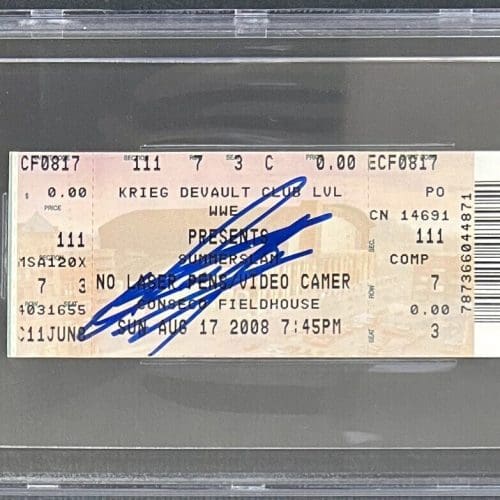 CF0817 111 7 3 C 0.00 ECF0817
$ 0.00 KRIEG DEVAULT CLUB LVL PO
PRICE
WWE CN 14691
111 PRESENTS 111
MSA120X SUMMERSLAM COMP
7 3 NO LASER PENS/VIDEO CAMER 7
4031655 CONSECO FIELDHOUSE 0.00
C11JUN8 SUN AUG 17 2008 7:45PM 3
787366044871